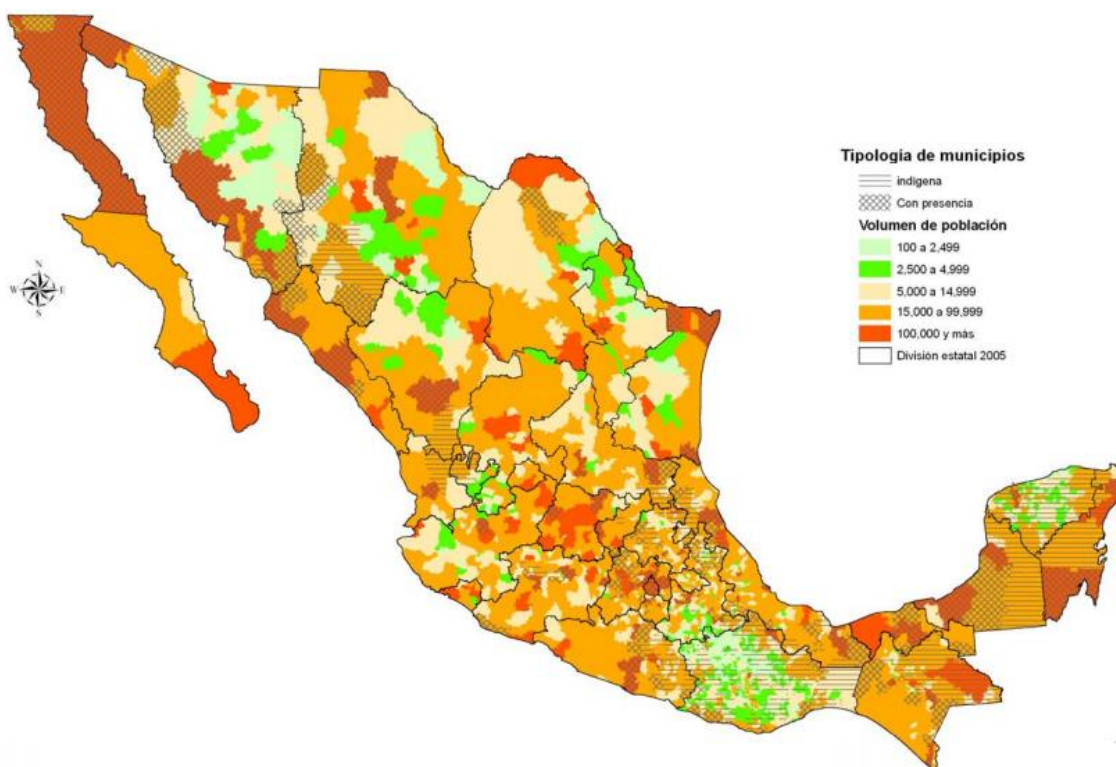 Tipología de municipios
indígena
Con presencia
Volumen de población
100 a 2,499
2,500 a 4,999
5,000 a 14,999
15,000 a 99,999
100,000 y más
División estatal 2005
N
W E
S